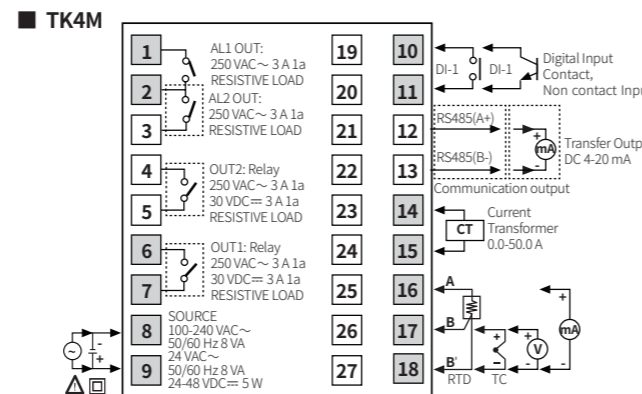 ■ TK4M
1
AL1 OUT:
250 VAC～ 3 A 1a
RESISTIVE LOAD
2
AL2 OUT:
250 VAC～ 3 A 1a
RESISTIVE LOAD
3
4
OUT2: Relay
250 VAC～ 3 A 1a
30 VDC⎓ 3 A 1a
RESISTIVE LOAD
5
6
OUT1: Relay
250 VAC～ 3 A 1a
30 VDC⎓ 3 A 1a
RESISTIVE LOAD
7
8
SOURCE
100-240 VAC～
50/60 Hz 8 VA
24 VAC～
50/60 Hz 8 VA
24-48 VDC⎓ 5 W
9
~
-
+
!
19
20
21
22
23
24
25
26
27
10
11
DI-1
DI-1
Digital Input
Contact,
Non contact Inpu
12
RS485(A+)
13
RS485(B-)
+
mA
-
Transfer Outp
DC 4-20 mA
Communication output
14
15
CT
Current
Transformer
0.0-50.0 A
16
A
17
B
18
B'
RTD
+
-
TC
+
V
-
+
mA
-